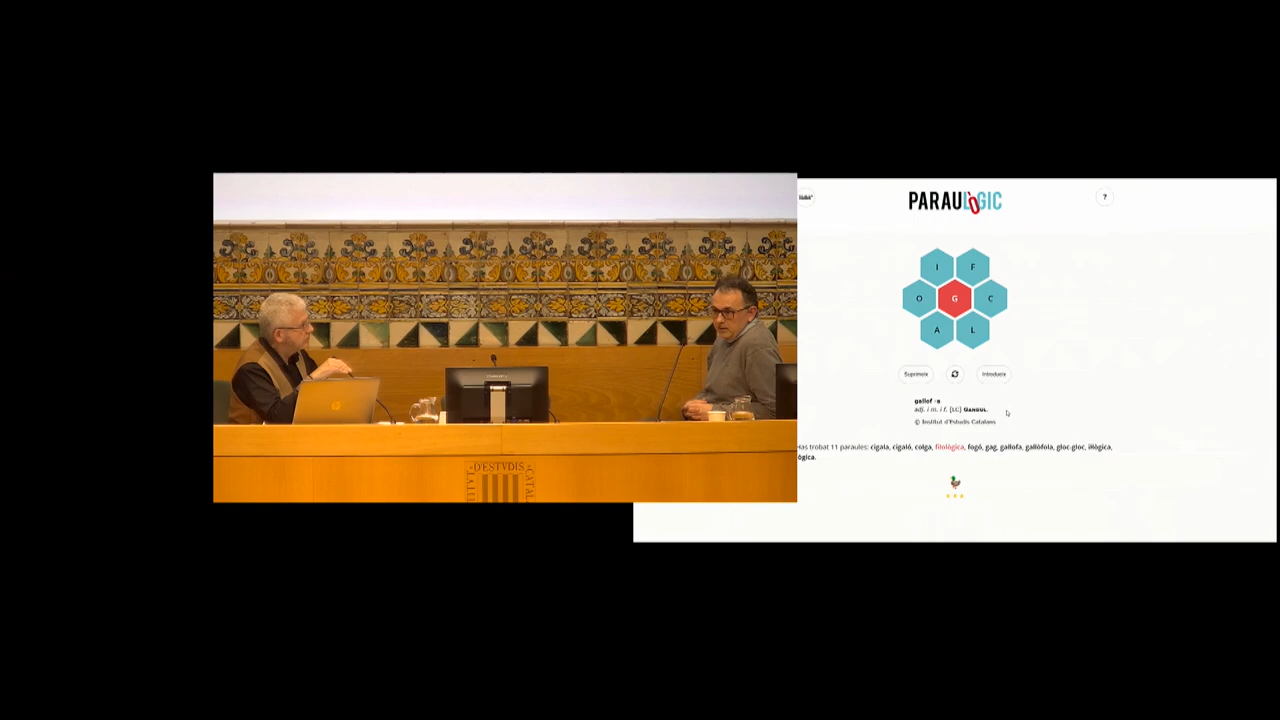 PARAULÒGIC
?
I
F
O
G
C
A
L
Suprimeix
Introdueix
gallof -a
adj. i m. i f. [LC] GANDUL.
© Institut d'Estudis Catalans
Has trobat 11 paraules: cigala, cigaló, colga, filològica, fogó, gag, gallofa, gallòfola, gloc-gloc, il·lògica,
lògica.
D'ESTVDIS